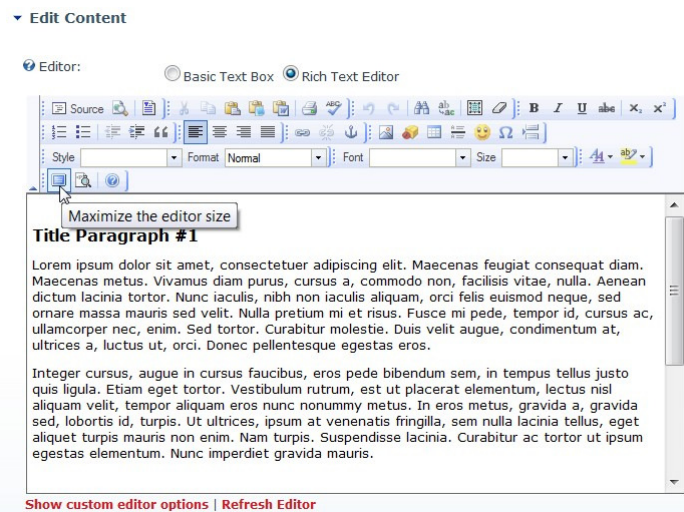 Edit Content
Editor:
Basic Text Box Rich Text Editor
Source ABC ab ac B I U abc X₂ X²
Style Format Normal Font Size A ab
Maximize the editor size
Title Paragraph #1
Lorem ipsum dolor sit amet, consectetuer adipiscing elit. Maecenas feugiat consequat diam.
Maecenas metus. Vivamus diam purus, cursus a, commodo non, facilisis vitae, nulla. Aenean
dictum lacinia tortor. Nunc iaculis, nibh non iaculis aliquam, orci felis euismod neque, sed
ornare massa mauris sed velit. Nulla pretium mi et risus. Fusce mi pede, tempor id, cursus ac,
ullamcorper nec, enim. Sed tortor. Curabitur molestie. Duis velit augue, condimentum at,
ultrices a, luctus ut, orci. Donec pellentesque egestas eros.
Integer cursus, augue in cursus faucibus, eros pede bibendum sem, in tempus tellus justo
quis ligula. Etiam eget tortor. Vestibulum rutrum, est ut placerat elementum, lectus nisl
aliquam velit, tempor aliquam eros nunc nonummy metus. In eros metus, gravida a, gravida
sed, lobortis id, turpis. Ut ultrices, ipsum at venenatis fringilla, sem nulla lacinia tellus, eget
aliquet turpis mauris non enim. Nam turpis. Suspendisse lacinia. Curabitur ac tortor ut ipsum
egestas elementum. Nunc imperdiet gravida mauris.
Show custom editor options | Refresh Editor